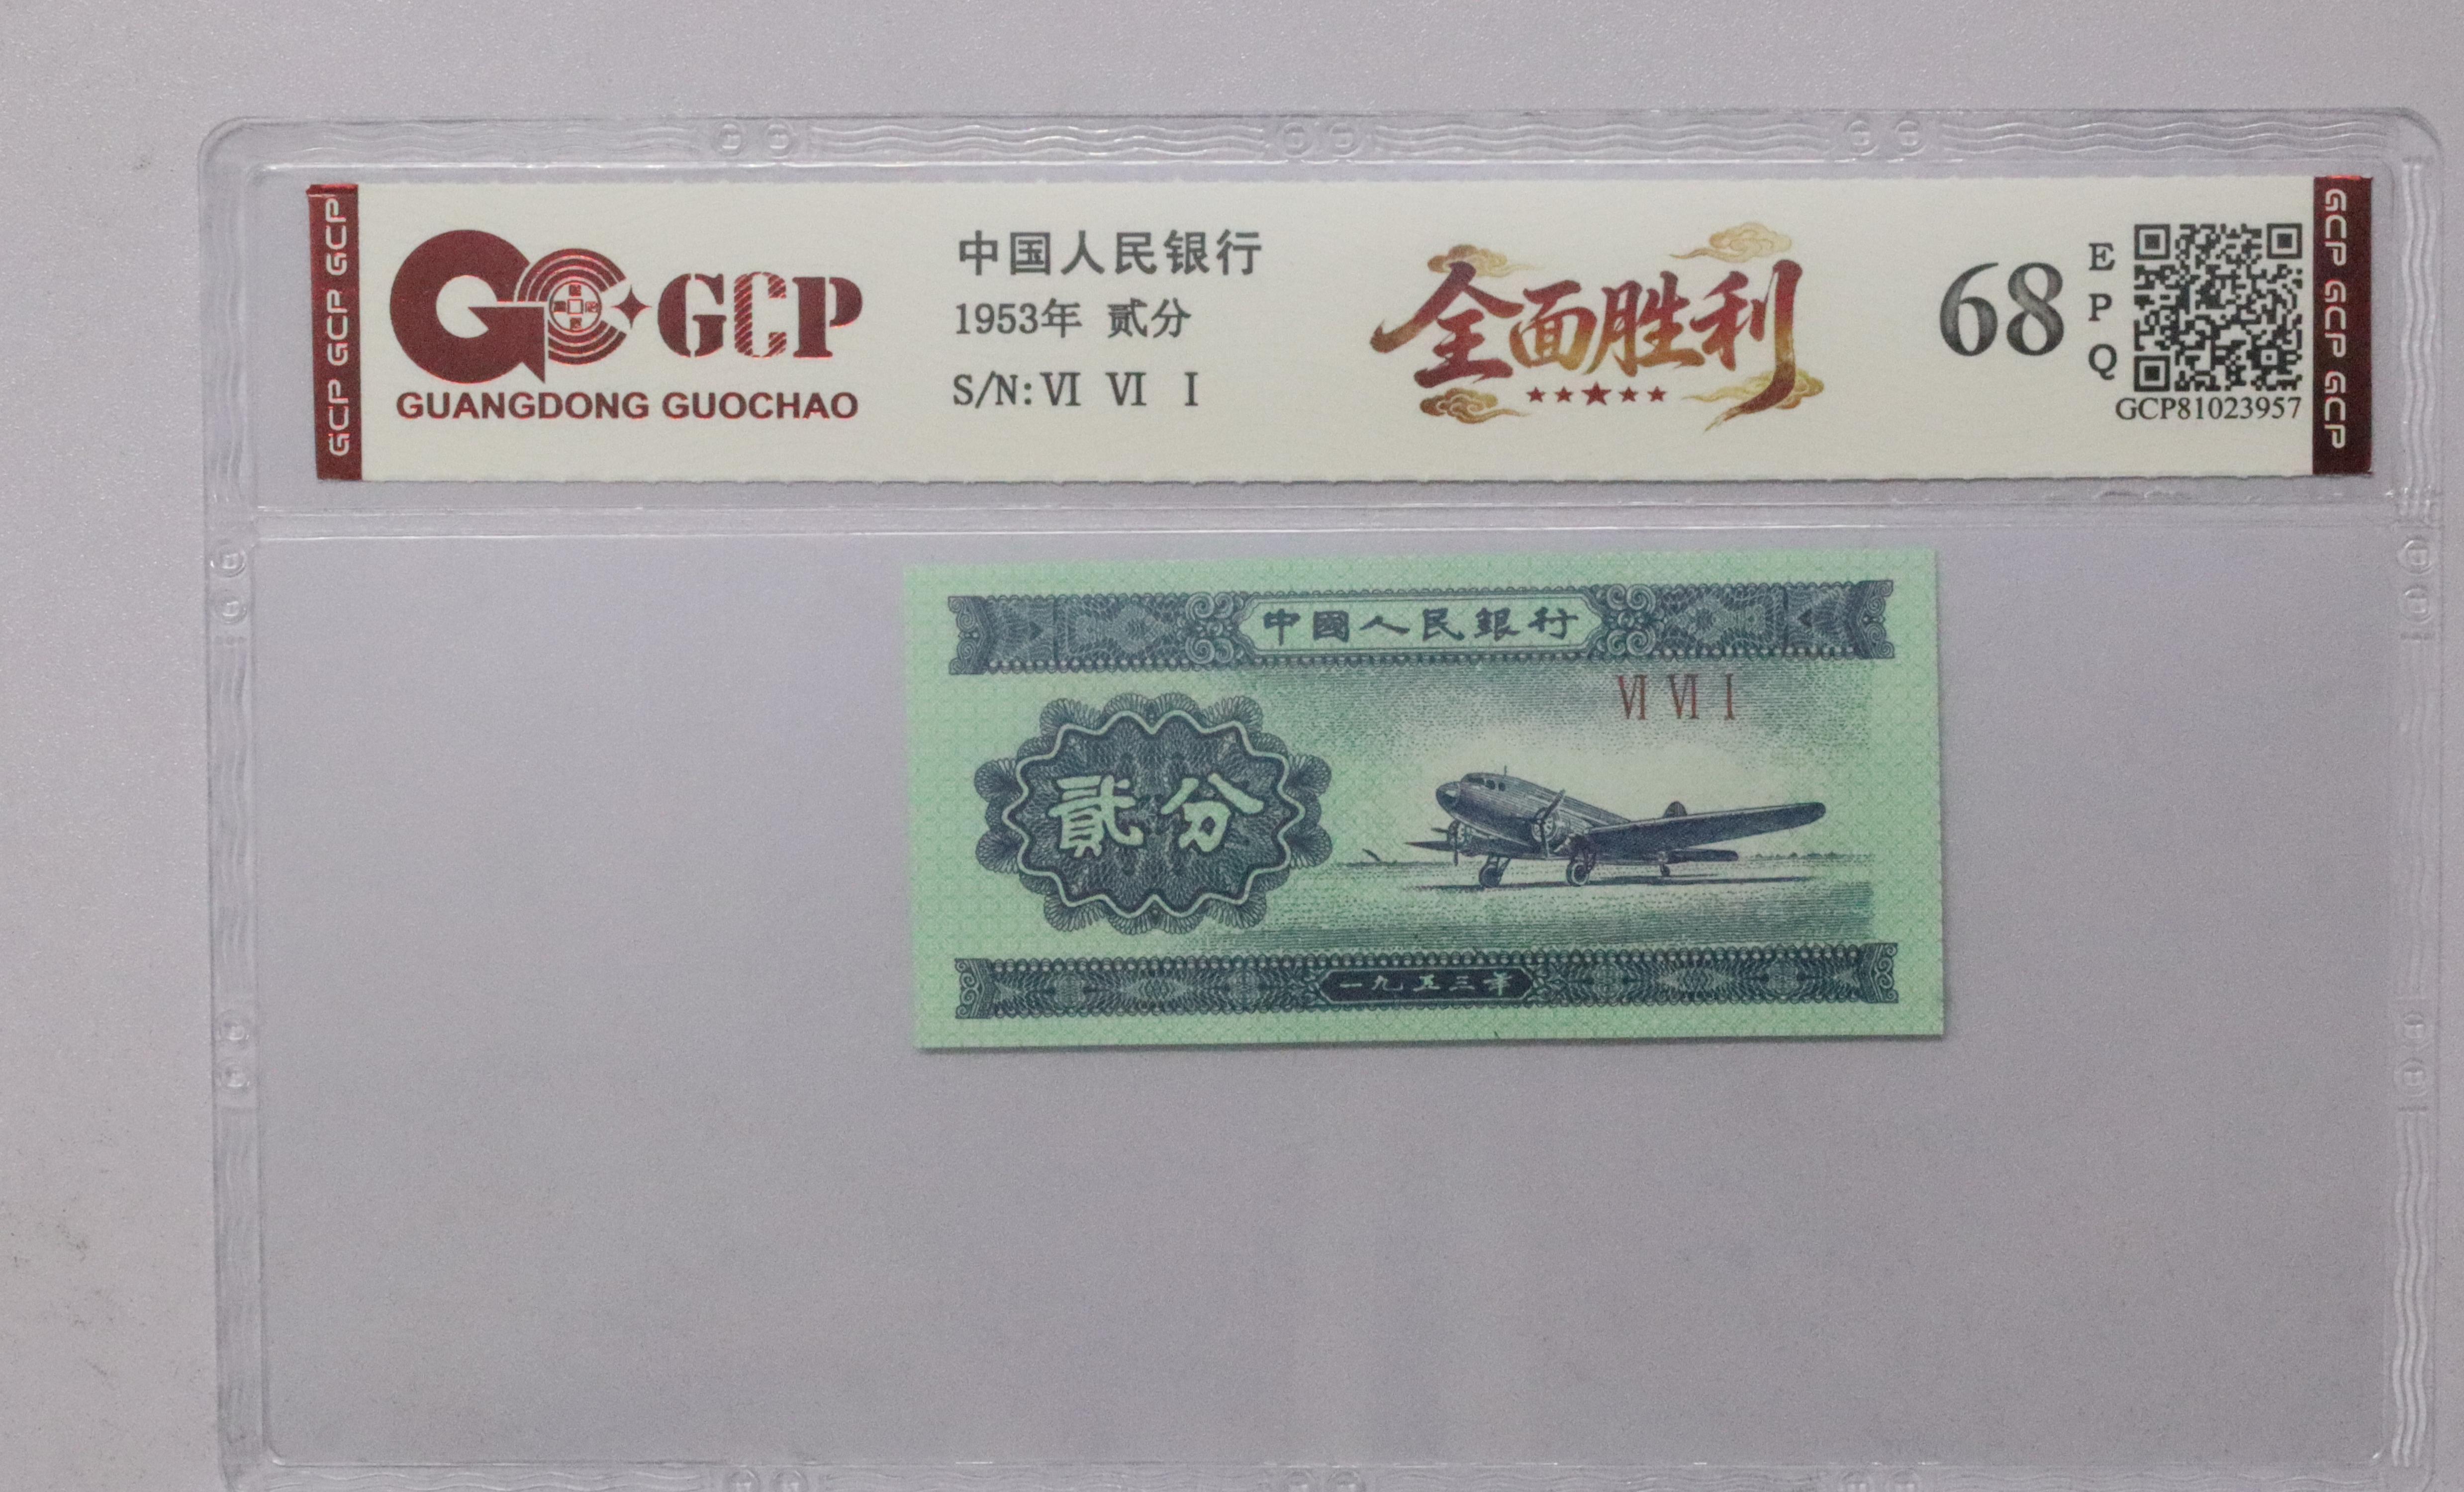 GCP GCP GCP
GCP
GUANGDONG GUOCHAO
中国人民银行
1953年 贰分
S/N: Ⅵ Ⅵ Ⅰ
全面胜利
68
E
P
Q
GCP81023957
GCP GCP GCP
中國人民銀行
Ⅵ Ⅵ Ⅰ
貳分
一九五三年